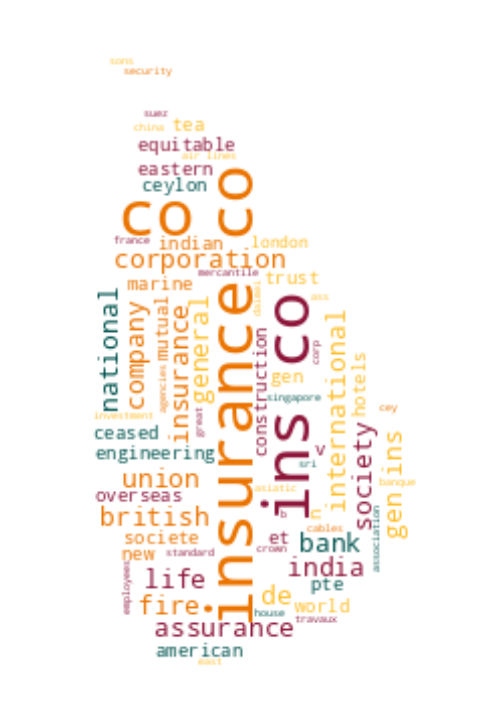 sons
security
suez
china
tea
equitable
air lines
eastern
ceylon
insurance co
co
france
indian
london
corporation
mercantile
trust
marine
daimei
ass
national
company
mutual
agencies
insurance
general
ins co
construction
corp
international
hotels
gen
singapore
great
investment
cey
ceased
engineering
society
gen ins
v
sri
union
asiatic
banque
overseas
british
b
n
cables
association
societe
et
bank
new
standard
crown
india
life
employees
pte
fire
de
world
house
travaux
assurance
american
east